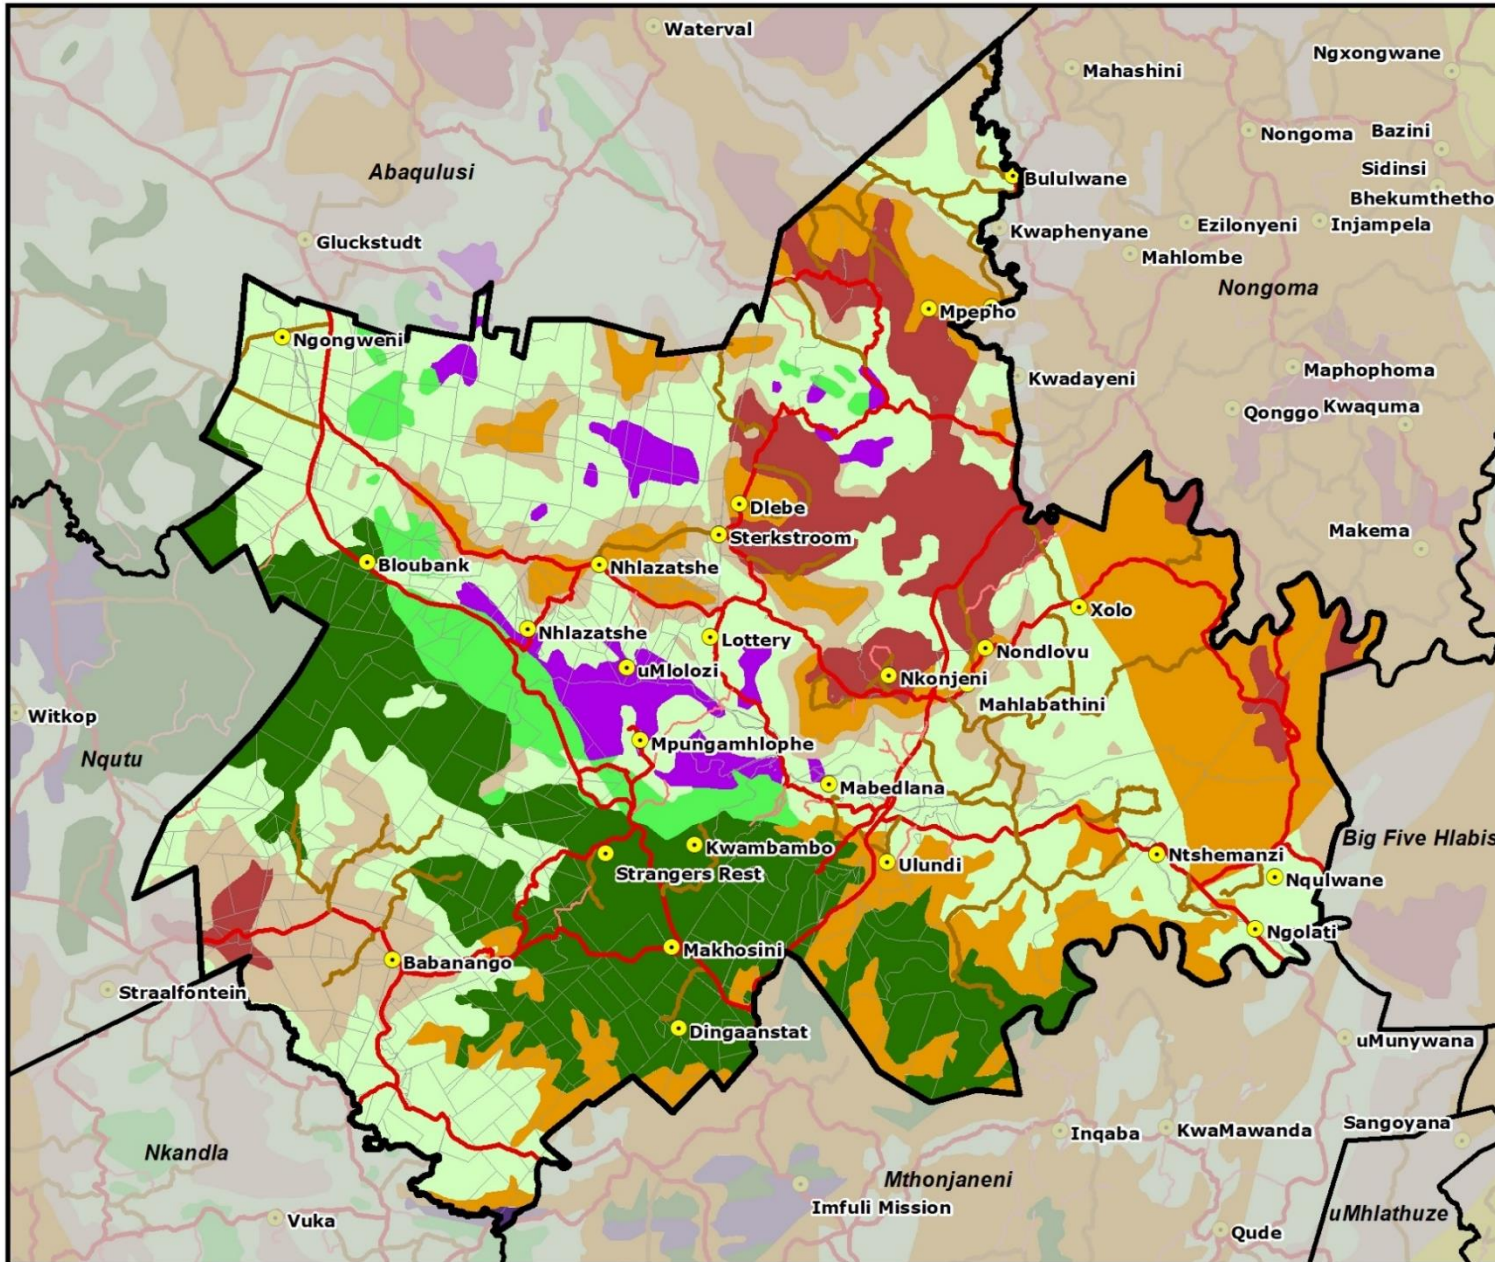 Waterval
Ngxongwane
Mahashini
Nongoma
Bazini
Abaqulusi
Sidinsi
Bululwane
Bhekumthetho
Kwaphenyane
Ezilonyeni
Injampela
Gluckstudt
Mahlombe
Nongoma
Mpepho
Ngongweni
Kwadayeni
Maphophoma
Qonggo
Kwaquma
Dlebe
Makema
Sterkstroom
Bloubank
Nhlazatshe
Xolo
Nhlazatshe
Lottery
Nondlovu
uMlolozi
Nkonjeni
Mahlabathini
Witkop
Mpungamhlophe
Nqutu
Mabedlana
Big Five Hlabis
Kwambambo
Ntshemanzi
Ulundi
Strangers Rest
Nqulwane
Ngolati
Makhosini
Babanango
Straalfontein
Dingaanstat
uMunywana
Sangoyana
Inqaba
KwaMawanda
Nkandla
Mthonjaneni
Imfuli Mission
uMhlathuze
Vuka
Qude